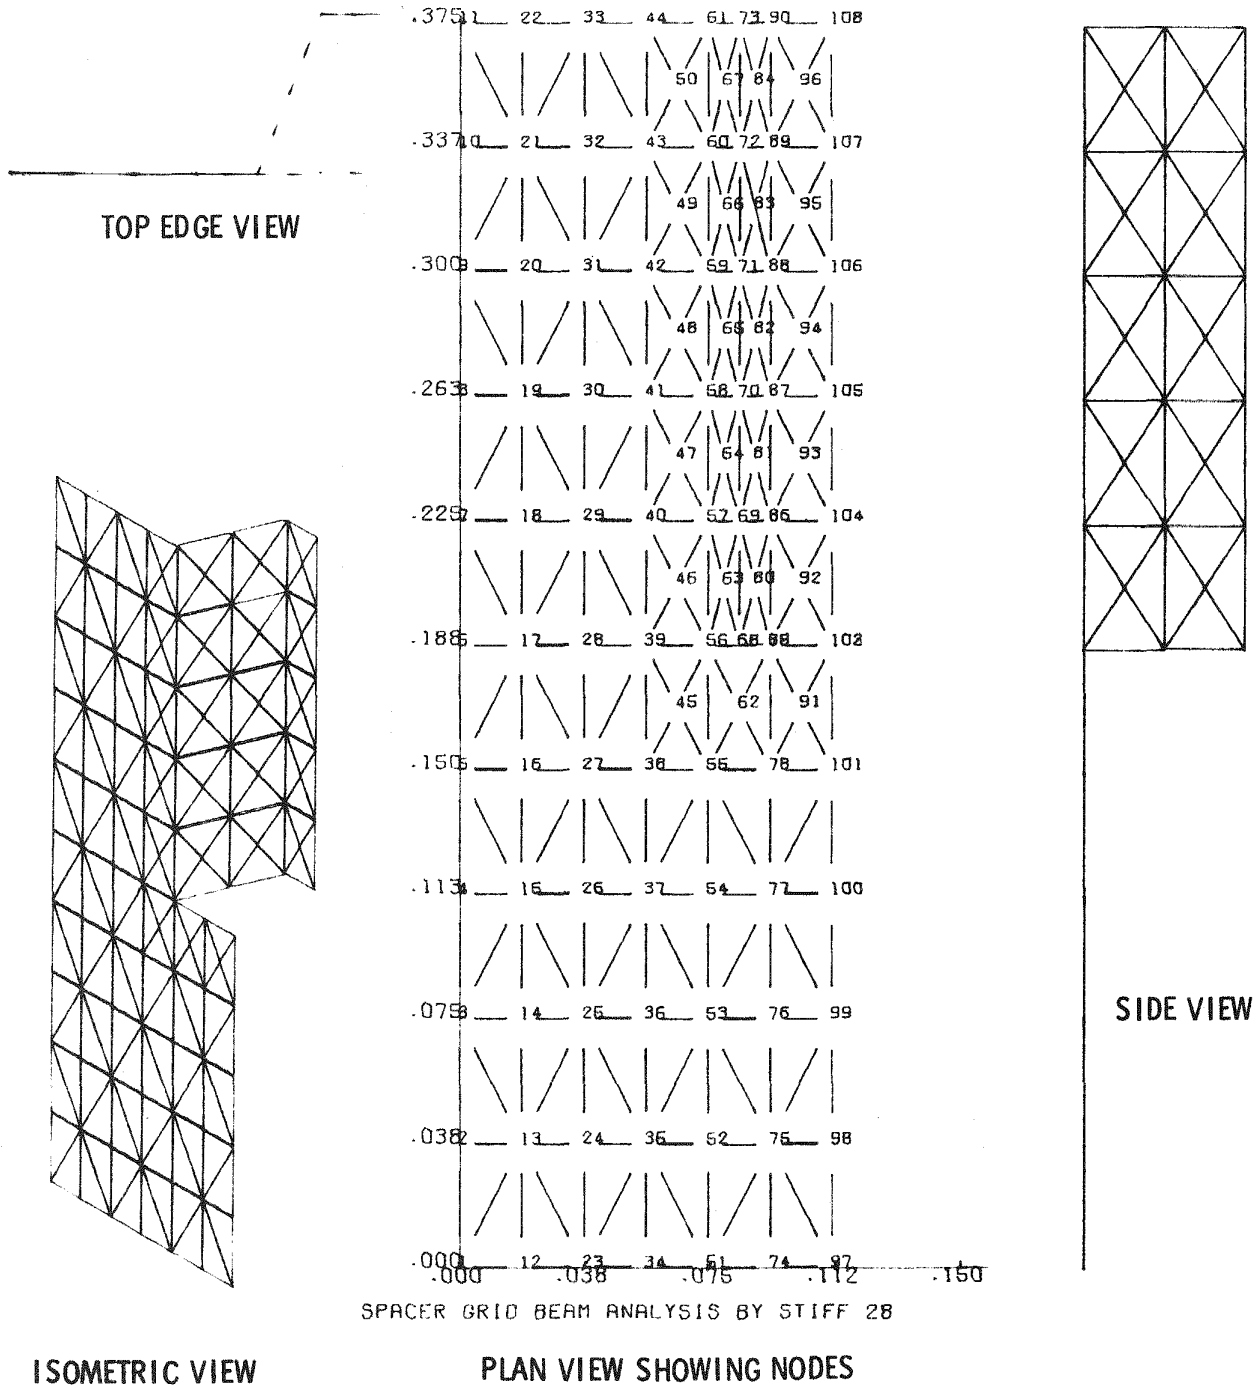 .375 11 22 33 44 61 73 90 108
50 67 84 96
.337 10 21 32 43 60 72 89 107
TOP EDGE VIEW
49 66 83 95
.300 9 20 31 42 59 71 88 106
48 65 82 94
.263 8 19 30 41 58 70 87 105
47 64 81 93
.225 7 18 29 40 57 69 86 104
46 63 80 92
.188 6 17 28 39 56 68 102
45 62 91
.150 5 16 27 38 55 78 101
.113 4 15 26 37 54 77 100
.075 3 14 25 36 53 76 99
SIDE VIEW
.038 2 13 24 35 52 75 98
.000 1 12 23 34 51 74 97
.000 .038 .075 .112 .150
SPACER GRID BEAM ANALYSIS BY STIFF 28
ISOMETRIC VIEW
PLAN VIEW SHOWING NODES